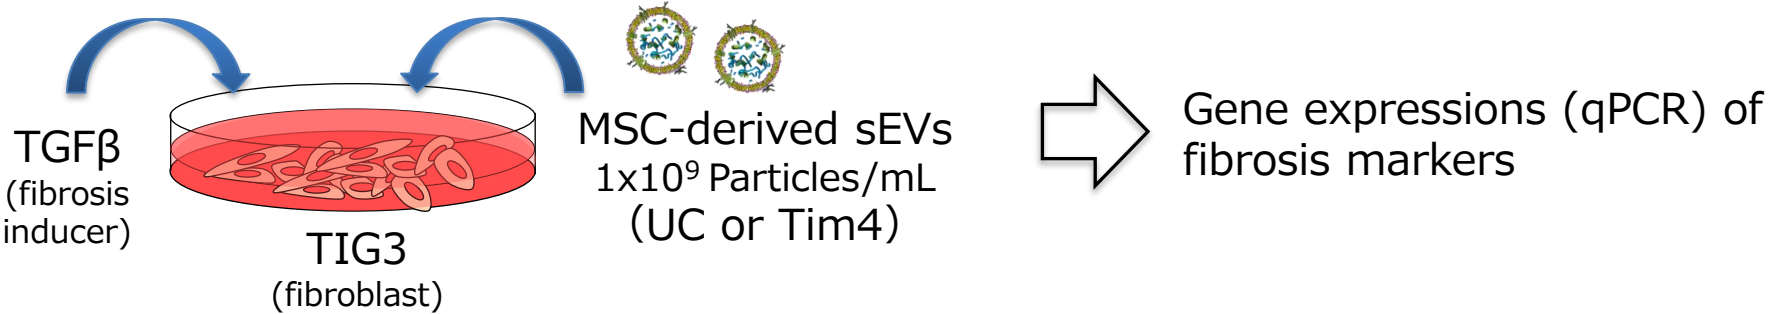 TGFβ
(fibrosis
inducer)
TIG3
(fibroblast)
MSC-derived sEVs
1x10⁹ Particles/mL
（UC or Tim4）
Gene expressions (qPCR) of
fibrosis markers